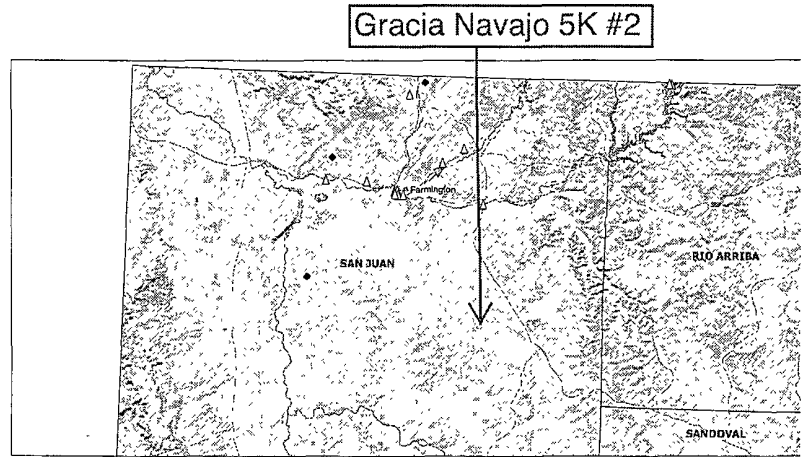 Gracia Navajo 5K #2
Farmington
SAN JUAN
RIO ARRIBA
SANDOVAL